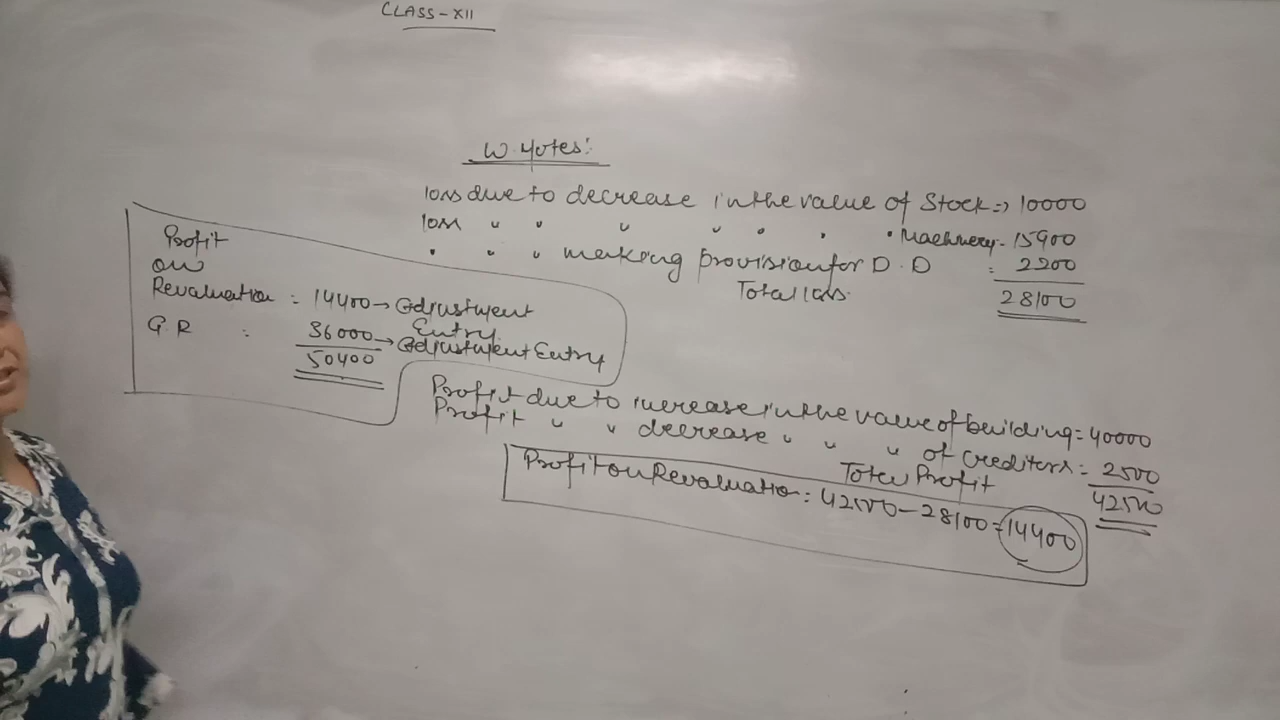 CLASS-XII
W. Notes:
loss due to decrease in the value of Stock => 10000
loss " " " " " " " Machinery - 15900
" " " making provision for D.D = 2200
Total loss. 28100
Profit
on
Revaluation = 14400 → Adjustment Entry
G R : 36000 → Adjustment Entry
50400
Profit due to increase in the value of building = 40000
Profit " " decrease " " " of Creditors = 2500
Total Profit 42500
Profit on Revaluation = 42500 - 28100 = 14400